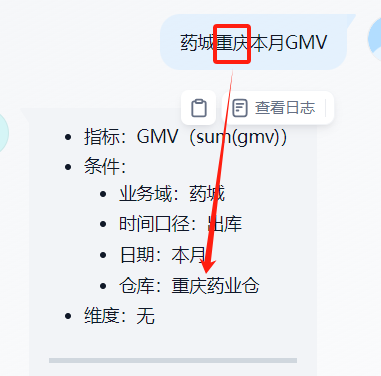 药城重庆本月GMV
查看日志
指标：GMV（sum(gmv)）
条件：
业务域：药城
时间口径：出库
日期：本月
仓库：重庆药业仓
维度：无